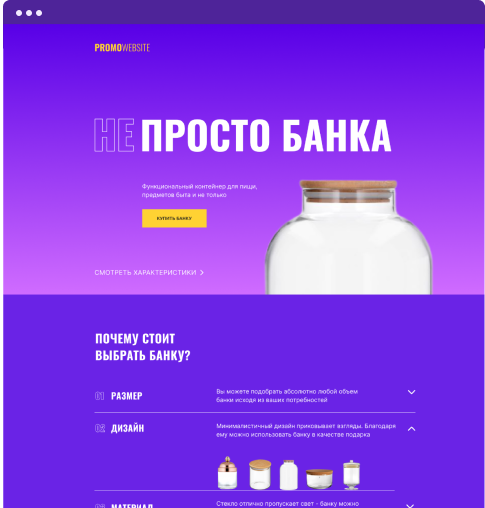 PROMOWEBSITE
НЕ ПРОСТО БАНКА
Функциональный контейнер для пищи,
предметов быта и не только
КУПИТЬ БАНКУ
СМОТРЕТЬ ХАРАКТЕРИСТИКИ
ПОЧЕМУ СТОИТ
ВЫБРАТЬ БАНКУ?
01 РАЗМЕР
Вы можете подобрать абсолютно любой объем
банки исходя из ваших потребностей
02 ДИЗАЙН
Минималистичный дизайн приковывает взгляды. Благодаря
ему можно использовать банку в качестве подарка
03 МАТЕРИАЛ
Стекло отлично пропускает свет - банку можно